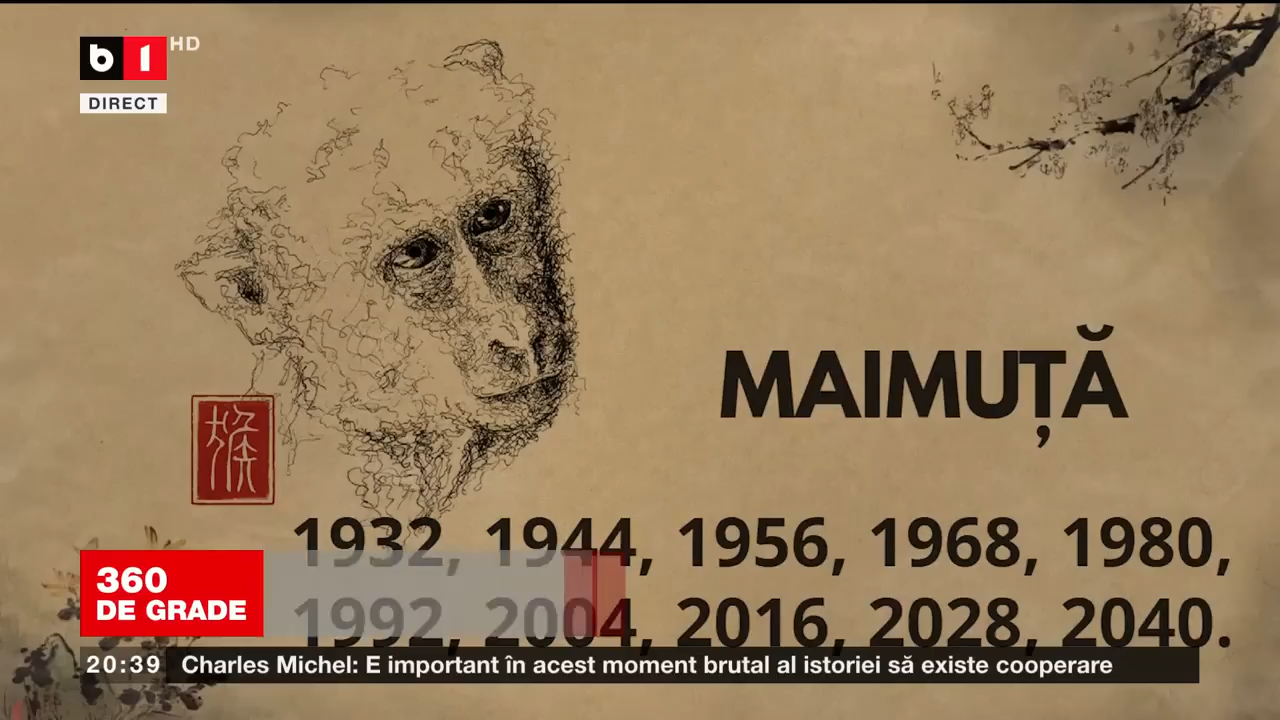 b1 HD
DIRECT
MAIMUȚĂ
猴
1932, 1944, 1956, 1968, 1980,
1992, 2004, 2016, 2028, 2040.
360
DE GRADE
20:39 Charles Michel: E important în acest moment brutal al istoriei să existe cooperare